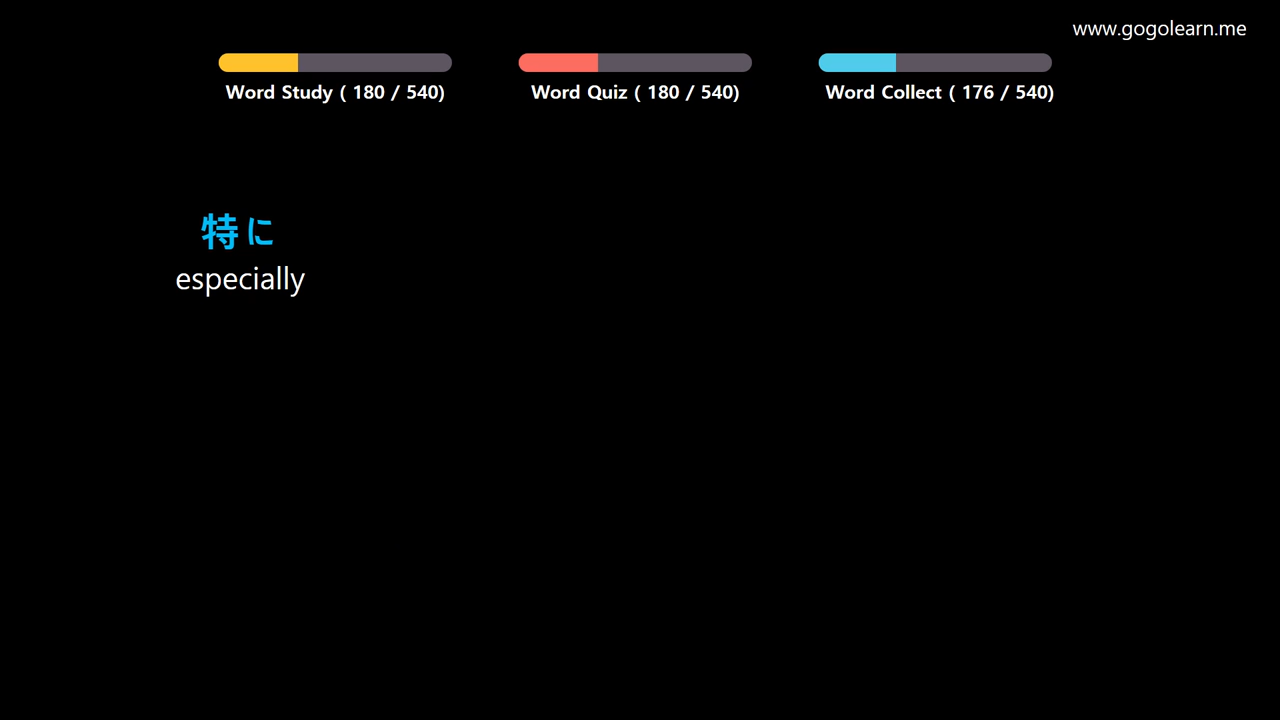 www.gogolearn.me
Word Study ( 180 / 540)
Word Quiz ( 180 / 540)
Word Collect ( 176 / 540)
特に
especially